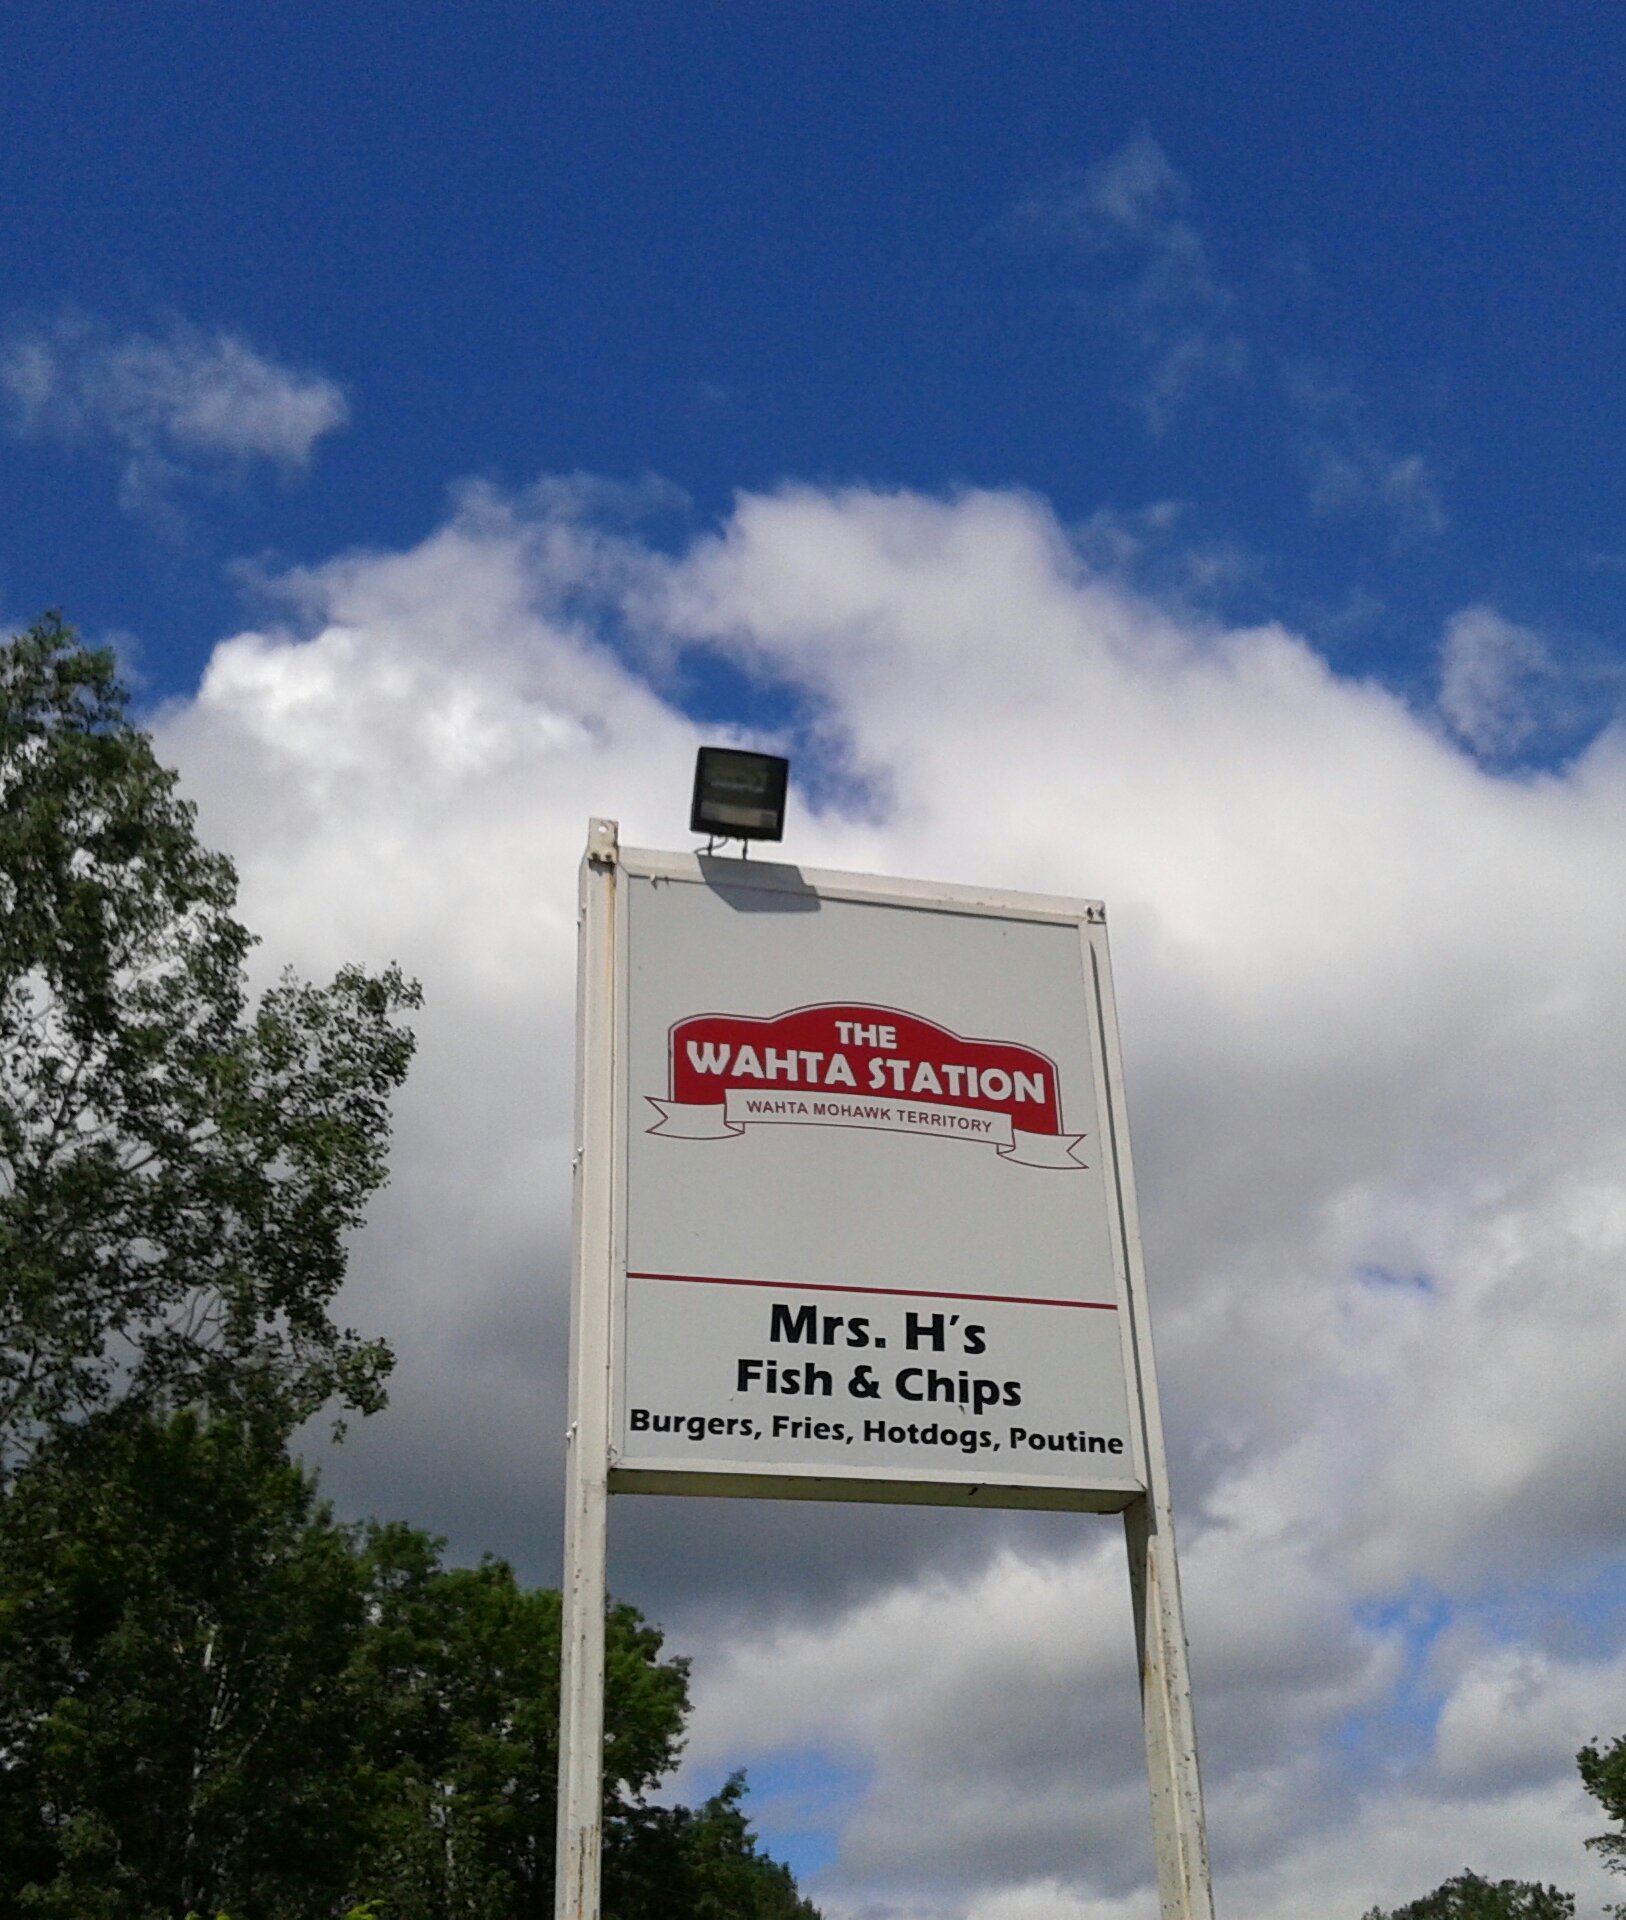 THE
WAHTA STATION
WAHTA MOHAWK TERRITORY
Mrs. H's
Fish & Chips
Burgers, Fries, Hotdogs, Poutine